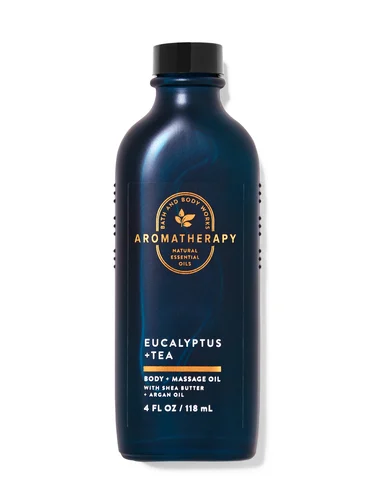 BATH AND BODY WORKS
AROMATHERAPY
NATURAL
ESSENTIAL
OILS
EUCALYPTUS
+TEA
BODY + MASSAGE OIL
WITH SHEA BUTTER
+ ARGAN OIL
4 FL OZ / 118 mL